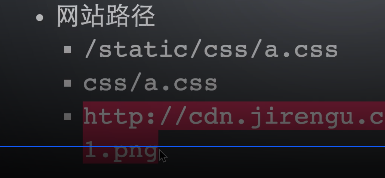 网站路径
/static/css/a.css
css/a.css
http://cdn.jirengu.c
1.png